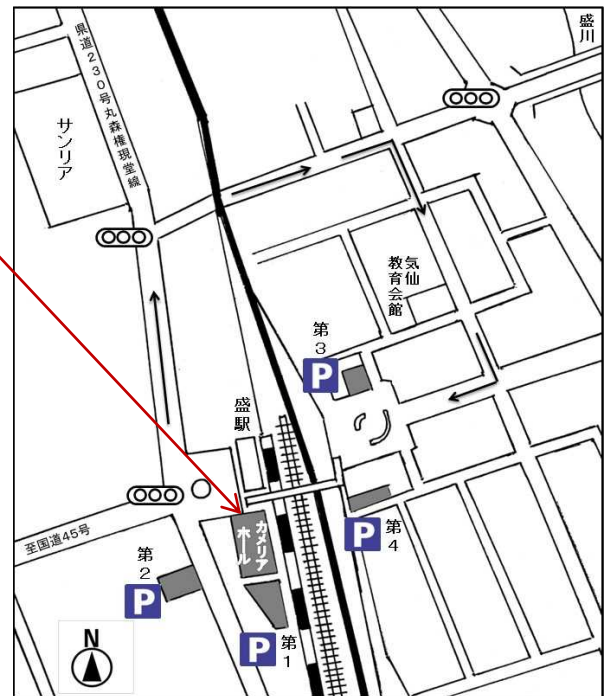 盛川
県道230号丸森権現堂線
サンリア
気仙
教育会館
第3
P
盛駅
カメリア
ホール
至国道45号
第2
P
第4
P
第1
P
N